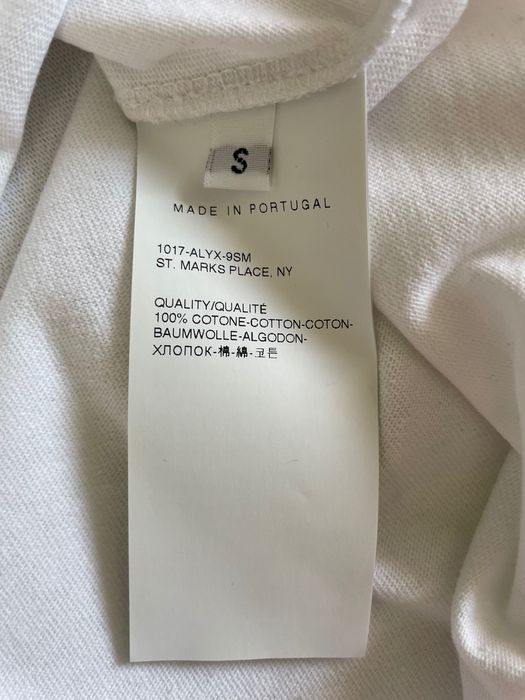 S
MADE IN PORTUGAL
1017-ALYX-9SM
ST. MARKS PLACE, NY
QUALITY/QUALITÉ
100% COTONE-COTTON-COTON-
BAUMWOLLE-ALGODON-
ХЛОПОК-棉-綿-코튼